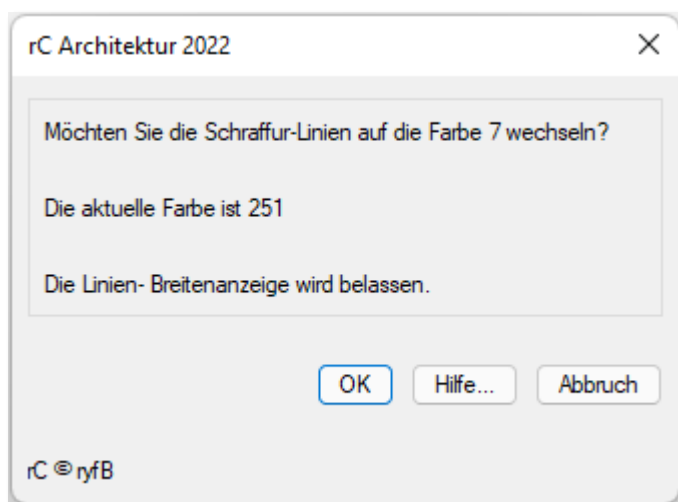 rC Architektur 2022
Möchten Sie die Schraffur-Linien auf die Farbe 7 wechseln?
Die aktuelle Farbe ist 251
Die Linien- Breitenanzeige wird belassen.
OK Hilfe... Abbruch
rC © ryfB